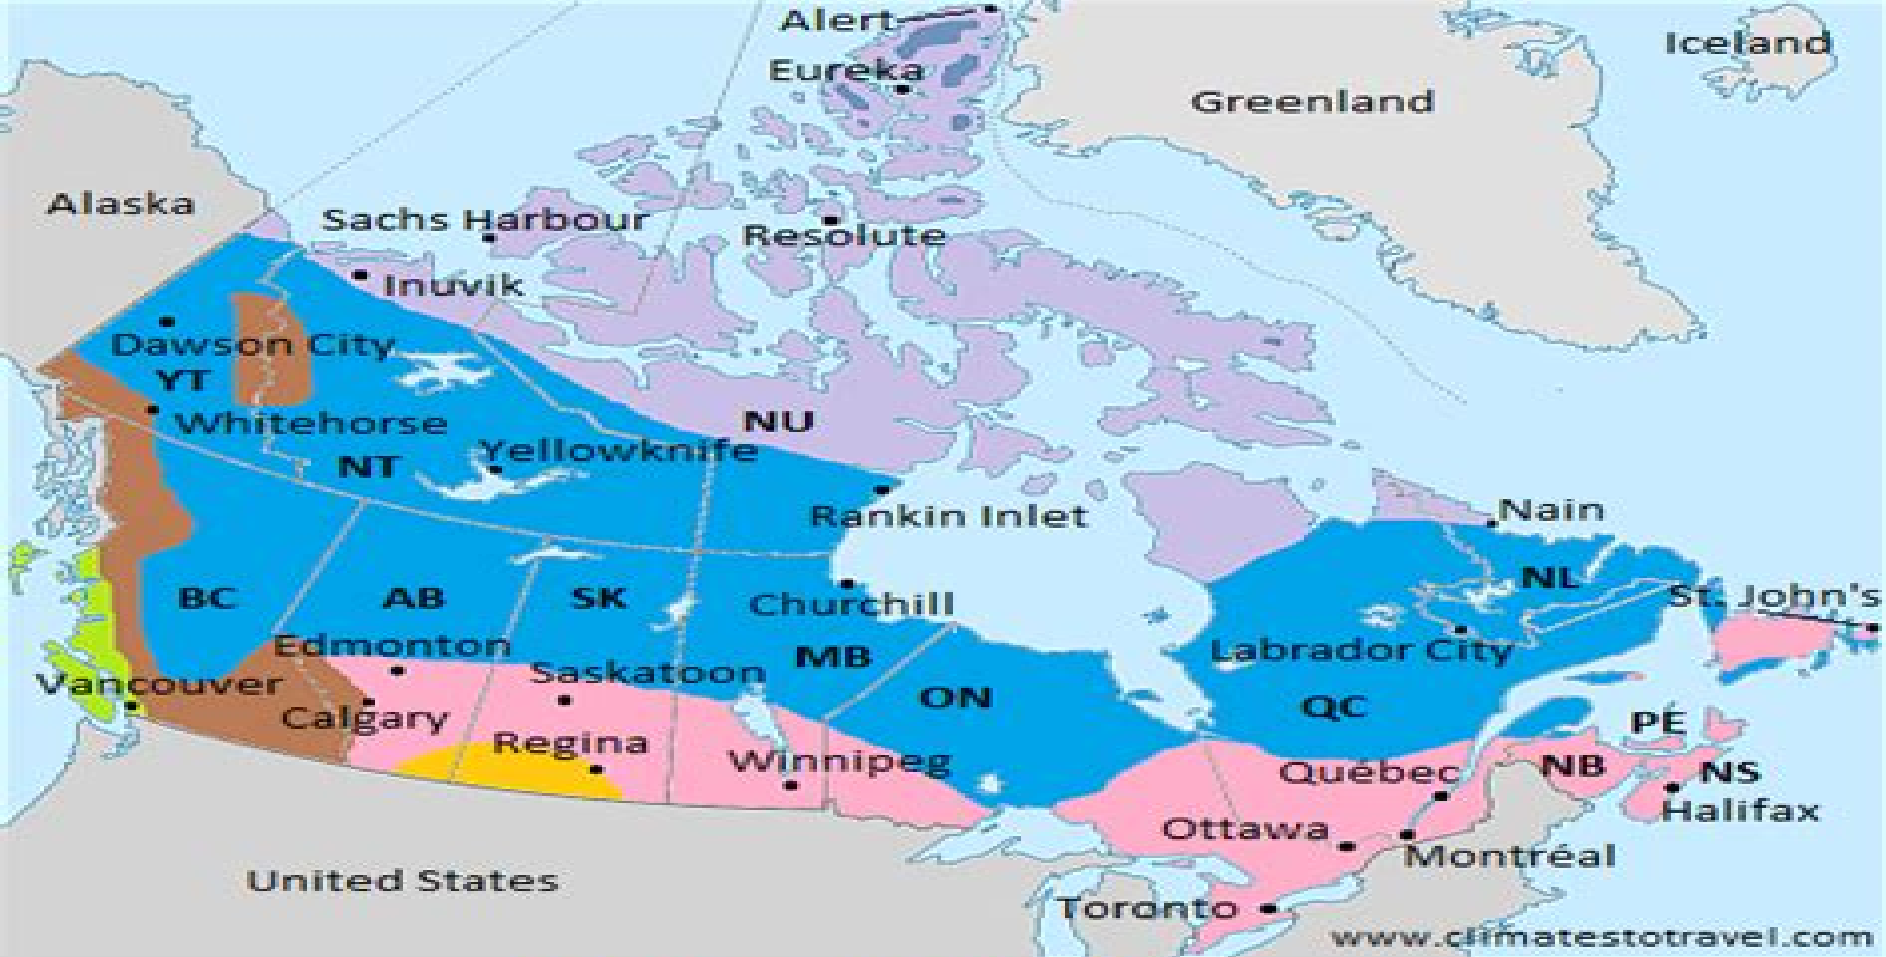 Alert
Iceland
Eureka
Greenland
Alaska
Sachs Harbour
Resolute
Inuvik
Dawson City
YT
NU
Whitehorse
Yellowknife
NT
Rankin Inlet
Nain
NL
BC
AB
SK
Churchill
St. John's
Edmonton
Labrador City
MB
Saskatoon
Vancouver
ON
QC
Calgary
PE
Regina
Winnipeg
Québec
NB
NS
Halifax
Ottawa
Montréal
United States
Toronto
www.climatestotravel.com